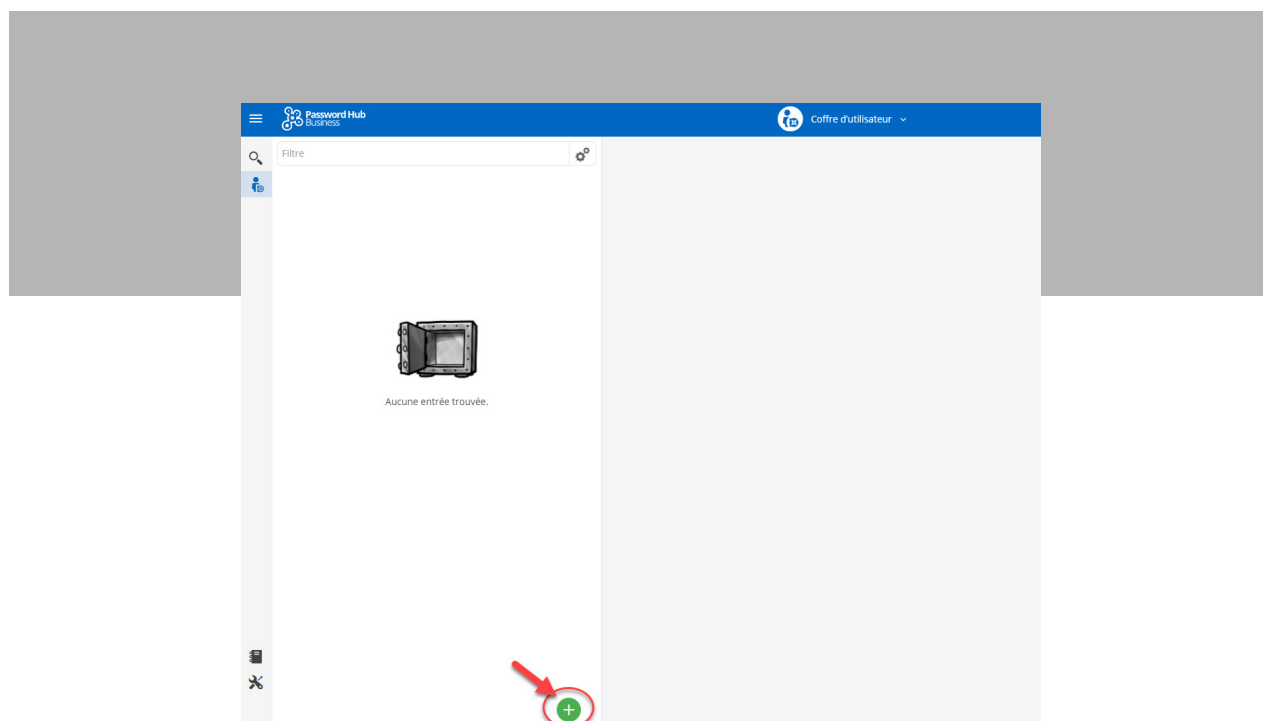 Password Hub
Business
Coffre d'utilisateur
Filtre
Aucune entrée trouvée.